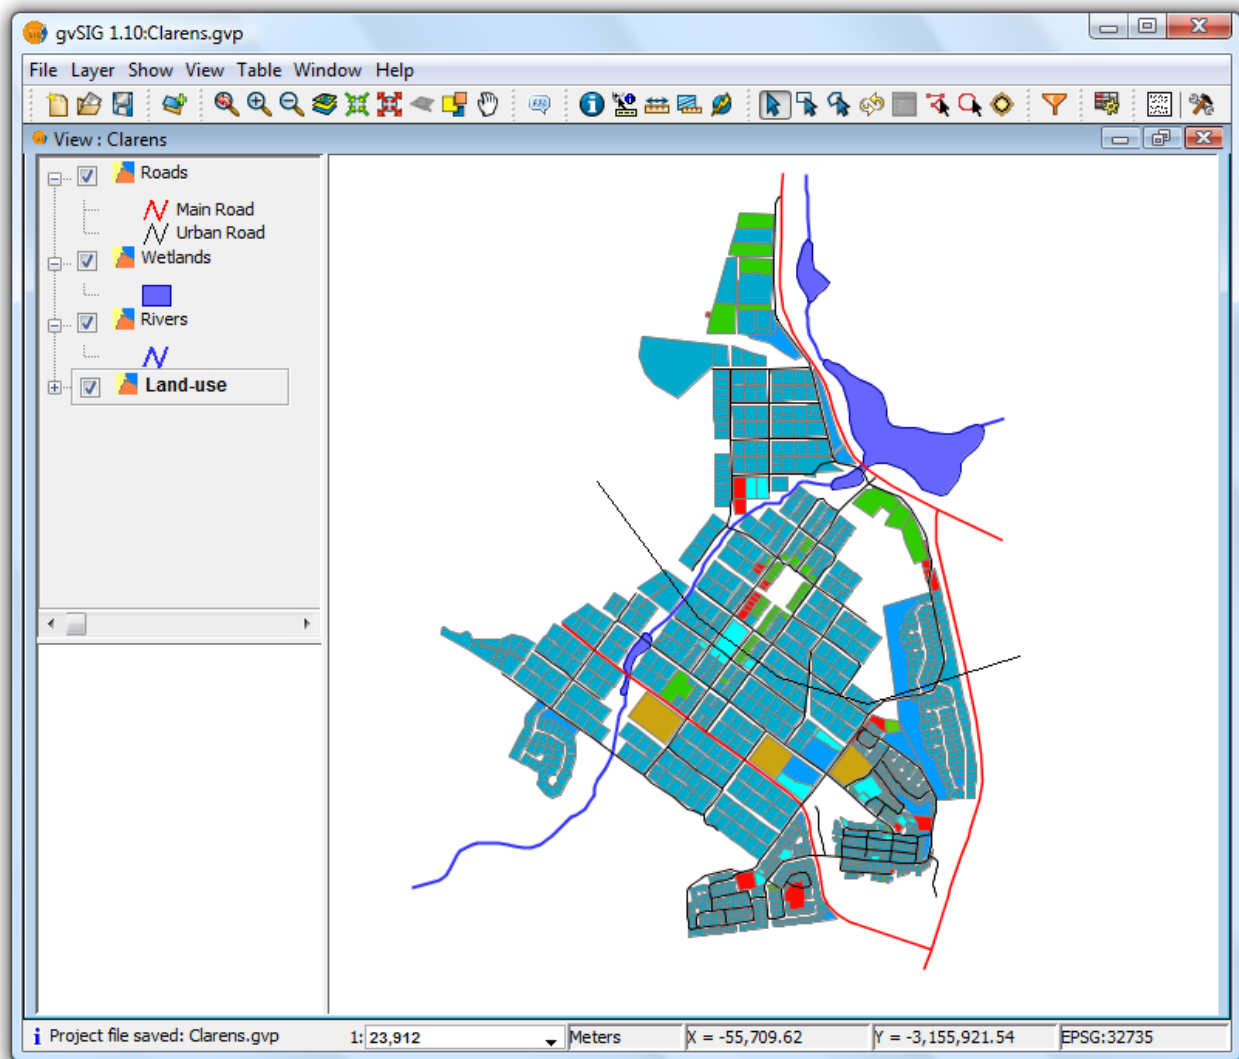 gvSIG 1.10:Clarens.gvp
File Layer Show View Table Window Help
View : Clarens
Roads
Main Road
Urban Road
Wetlands
Rivers
Land-use
Project file saved: Clarens.gvp 1: 23,912 Meters X = -55,709.62 Y = -3,155,921.54 EPSG:32735